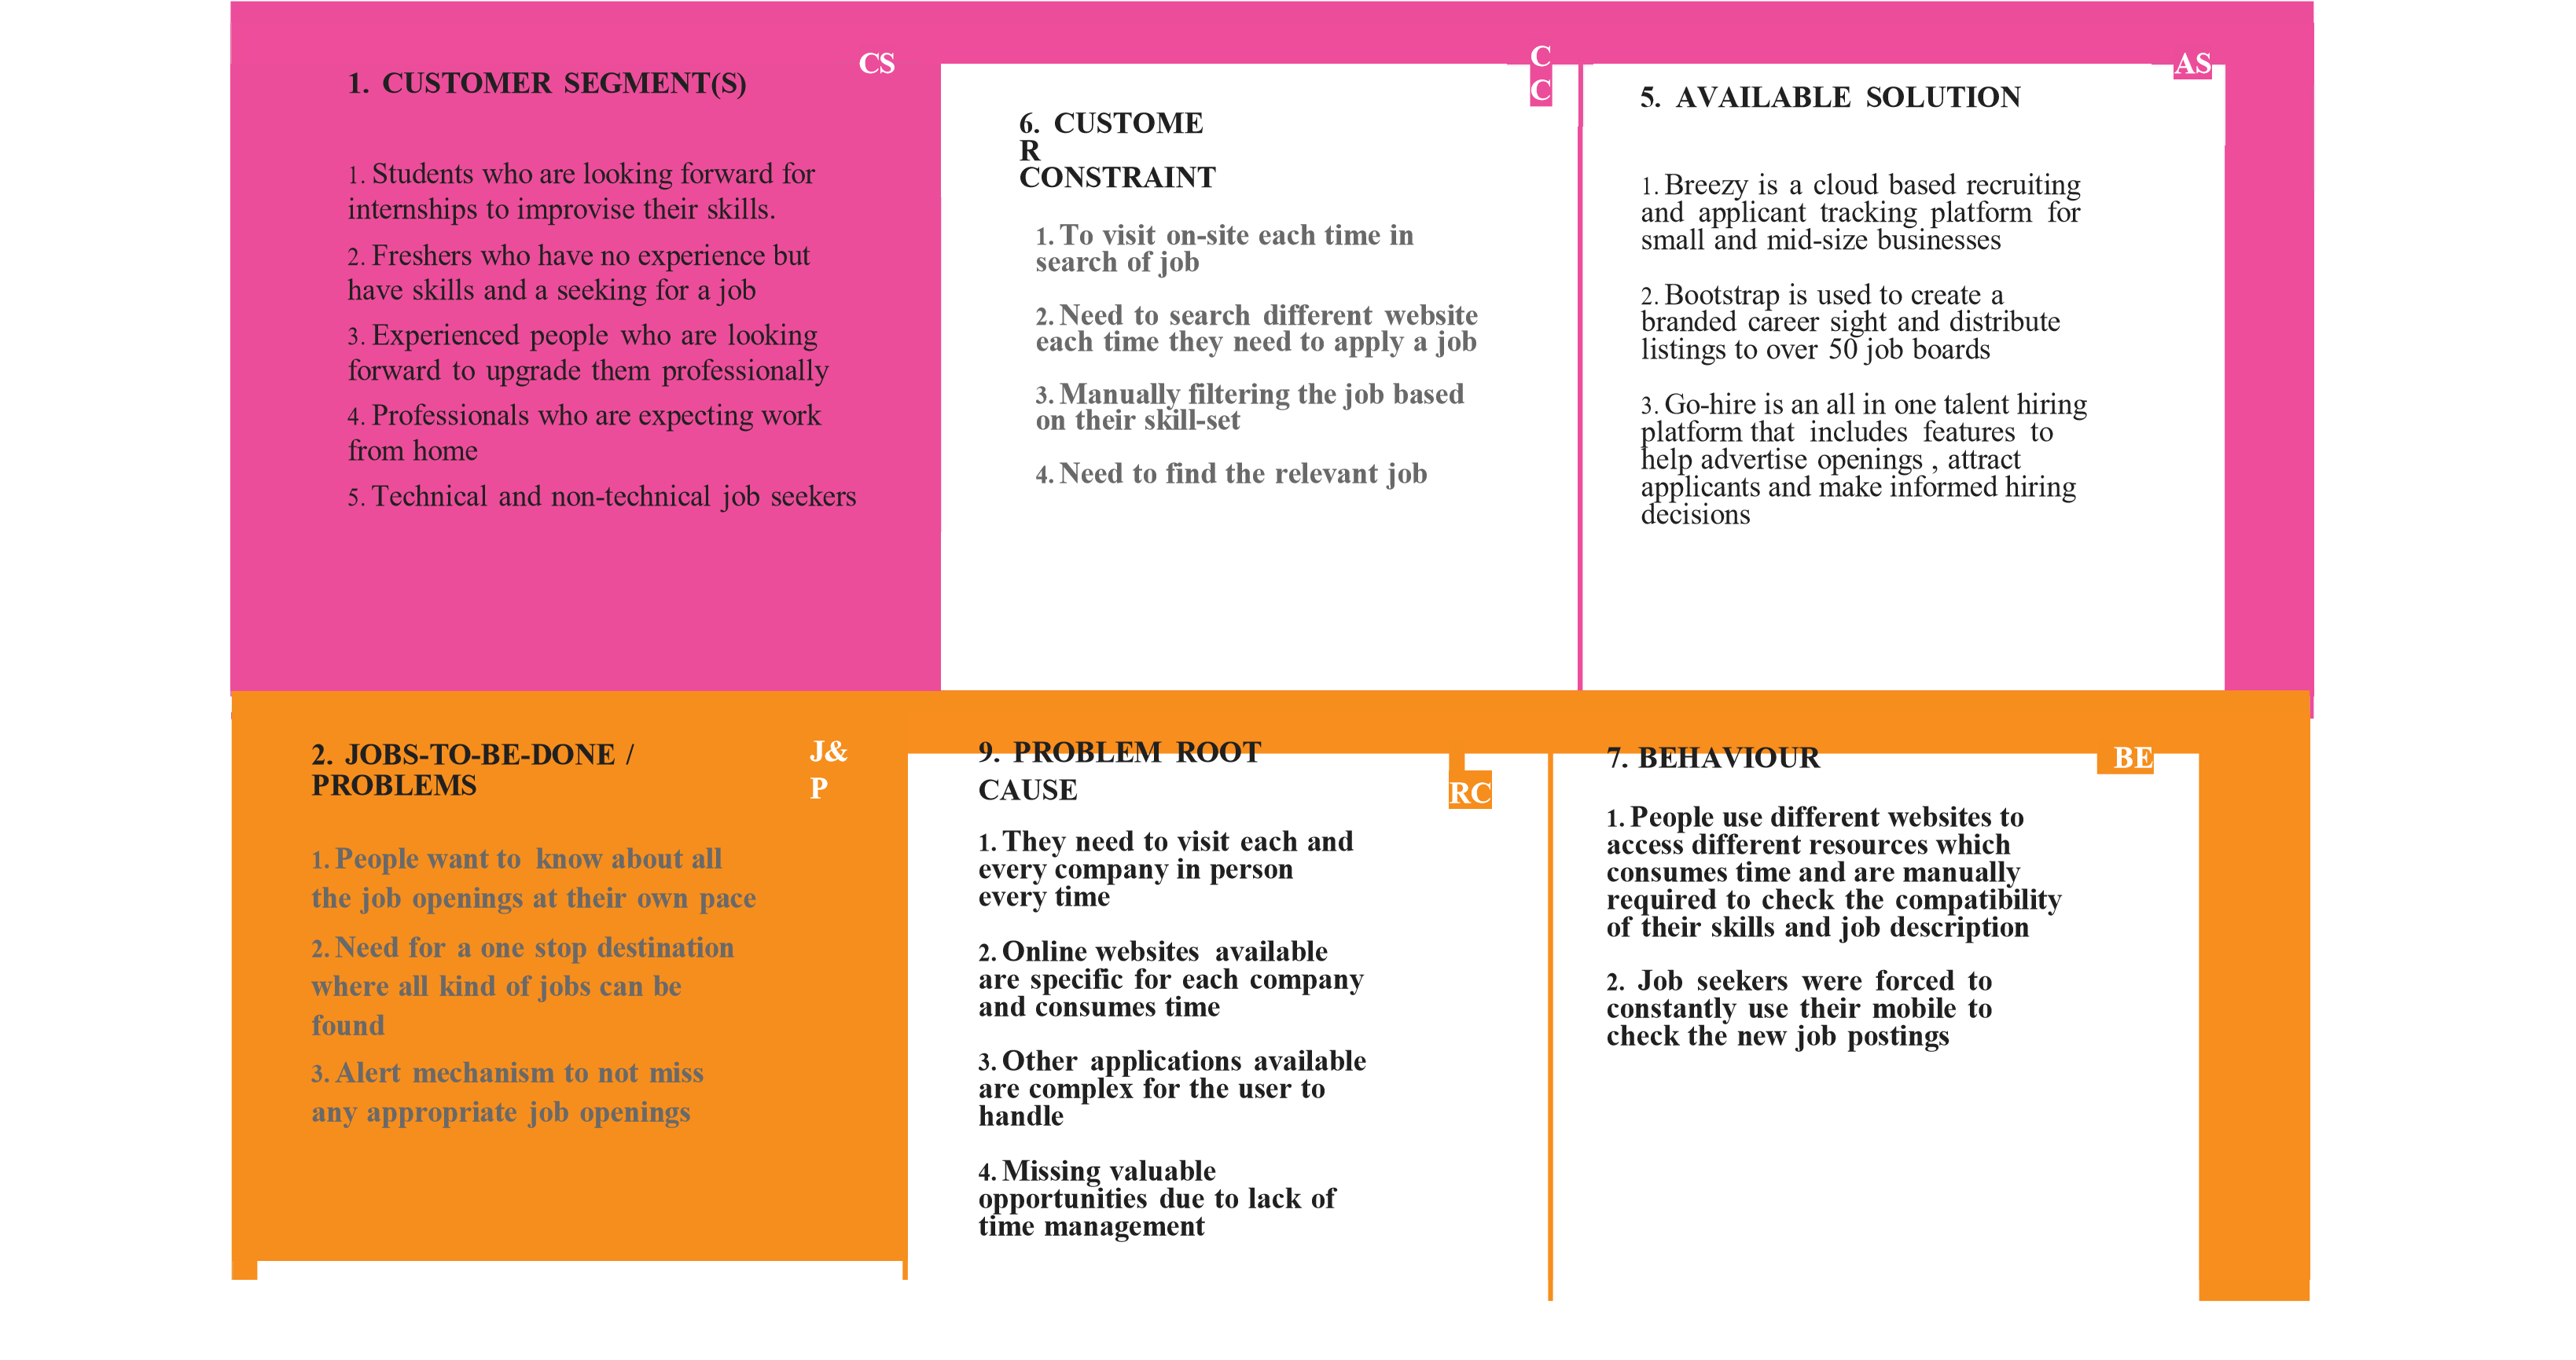 CS
1. CUSTOMER SEGMENT(S)
1. Students who are looking forward for
internships to improvise their skills.
2. Freshers who have no experience but
have skills and a seeking for a job
3. Experienced people who are looking
forward to upgrade them professionally
4. Professionals who are expecting work
from home
5. Technical and non-technical job seekers
C
C
6. CUSTOME
R
CONSTRAINT
1. To visit on-site each time in
search of job
2. Need to search different website
each time they need to apply a job
3. Manually filtering the job based
on their skill-set
4. Need to find the relevant job
AS
5. AVAILABLE SOLUTION
1. Breezy is a cloud based recruiting
and applicant tracking platform for
small and mid-size businesses
2. Bootstrap is used to create a
branded career sight and distribute
listings to over 50 job boards
3. Go-hire is an all in one talent hiring
platform that includes features to
help advertise openings , attract
applicants and make informed hiring
decisions
2. JOBS-TO-BE-DONE /
PROBLEMS
J&
P
1. People want to know about all
the job openings at their own pace
2. Need for a one stop destination
where all kind of jobs can be
found
3. Alert mechanism to not miss
any appropriate job openings
9. PROBLEM ROOT
CAUSE
RC
1. They need to visit each and
every company in person
every time
2. Online websites available
are specific for each company
and consumes time
3. Other applications available
are complex for the user to
handle
4. Missing valuable
opportunities due to lack of
time management
7. BEHAVIOUR
BE
1. People use different websites to
access different resources which
consumes time and are manually
required to check the compatibility
of their skills and job description
2. Job seekers were forced to
constantly use their mobile to
check the new job postings